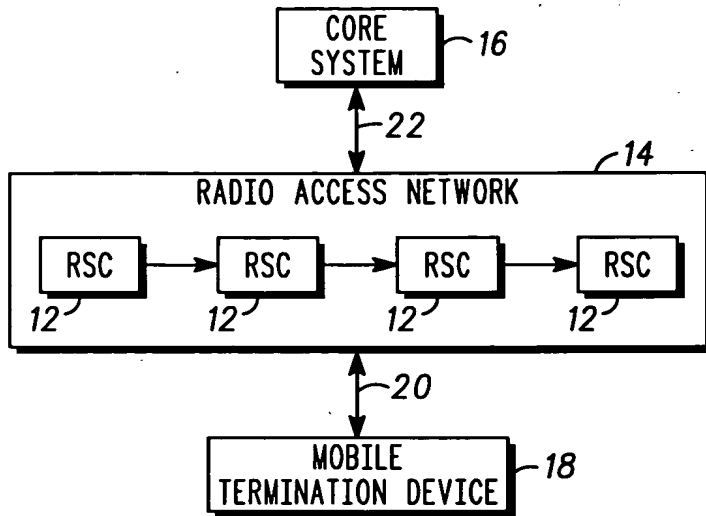 CORE
SYSTEM
16
22
14
RADIO ACCESS NETWORK
RSC RSC RSC RSC
12 12 12 12
20
MOBILE
TERMINATION DEVICE
18